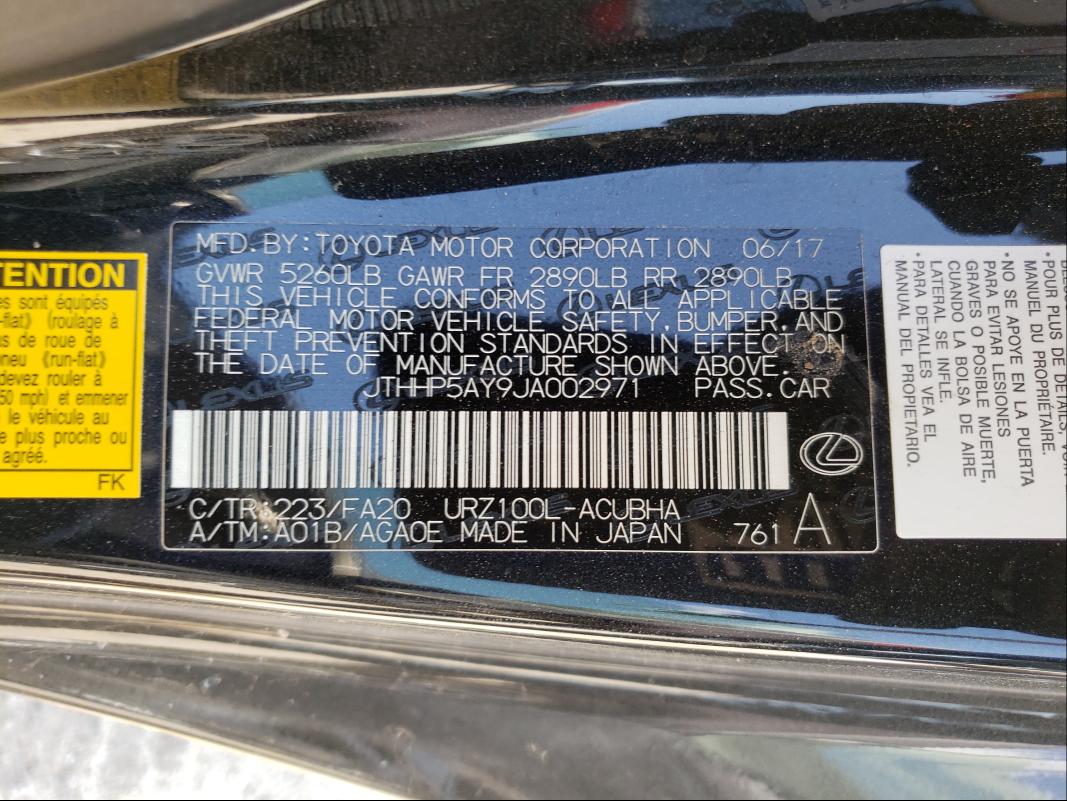 MFD. BY: TOYOTA MOTOR CORPORATION 06/17
GVWR 5260LB GAWR FR 2890LB RR 2890LB
THIS VEHICLE CONFORMS TO ALL APPLICABLE
FEDERAL MOTOR VEHICLE SAFETY, BUMPER, AND
THEFT PREVENTION STANDARDS IN EFFECT ON
THE DATE OF MANUFACTURE SHOWN ABOVE.
JTHHP5AY9JA002971 PASS. CAR
C/TR: 223/FA20 URZ100L-ACUBHA
A/TM: A01B/AGA0E MADE IN JAPAN 761 A
TENTION
es sont équipés
-flat》 (roulage à
as de roue de
pneu 《run-flat》
pdevez rouler à
(50 mph) et emmener
le véhicule au
e plus proche ou
agréé.
FK
•POUR PLUS DE DETAILS,
MANUEL DU PROPRIÉTAIRE.
•NO SE APOYE EN LA PUERTA
PARA EVITAR LESIONES
GRAVES O POSIBLE MUERTE,
CUANDO LA BOLSA DE AIRE
LATERAL SE INFLE.
•PARA DETALLES VEA EL
MANUAL DEL PROPIETARIO.